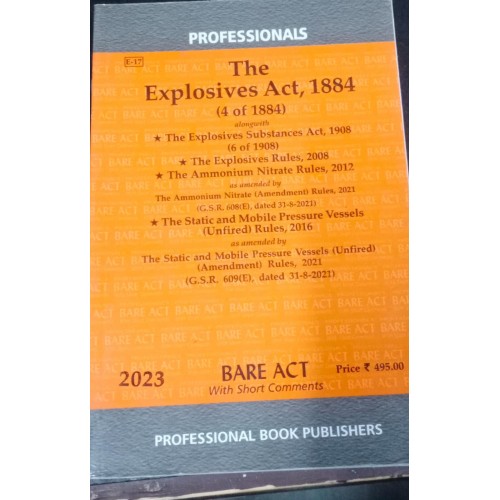 PROFESSIONALS
E-17
The
Explosives Act, 1884
(4 of 1884)
alongwith
★ The Explosives Substances Act, 1908
(6 of 1908)
★ The Explosives Rules, 2008
★ The Ammonium Nitrate Rules, 2012
as amended by
The Ammonium Nitrate (Amendment) Rules, 2021
(G.S.R. 608(E), dated 31-8-2021)
★ The Static and Mobile Pressure Vessels
(Unfired) Rules, 2016
as amended by
The Static and Mobile Pressure Vessels (Unfired)
(Amendment) Rules, 2021
(G.S.R. 609(E), dated 31-8-2021)
2023
BARE ACT
With Short Comments
Price ₹ 495.00
PROFESSIONAL BOOK PUBLISHERS